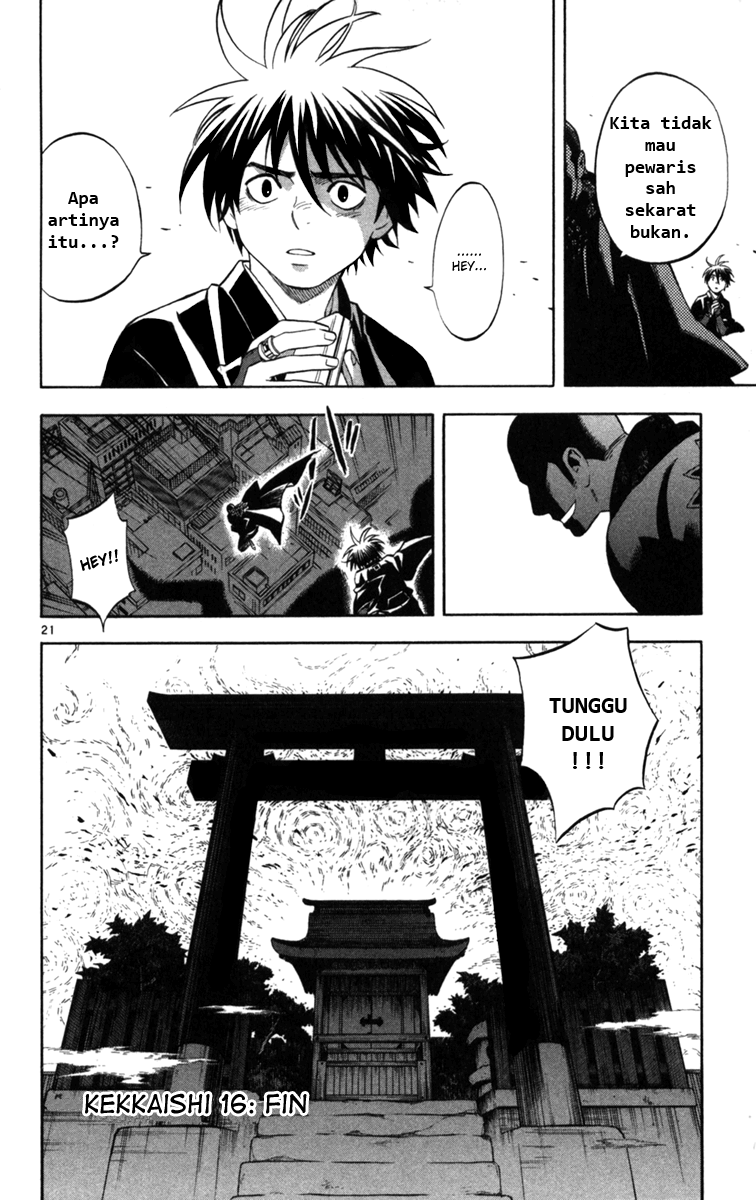 Kita tidak
mau
pewaris
sah
sekarat
bukan.
......
HEY...
Apa
artinya
itu...?
HEY!!
21
TUNGGU
DULU
!!!
KEKKAISHI 16: FIN